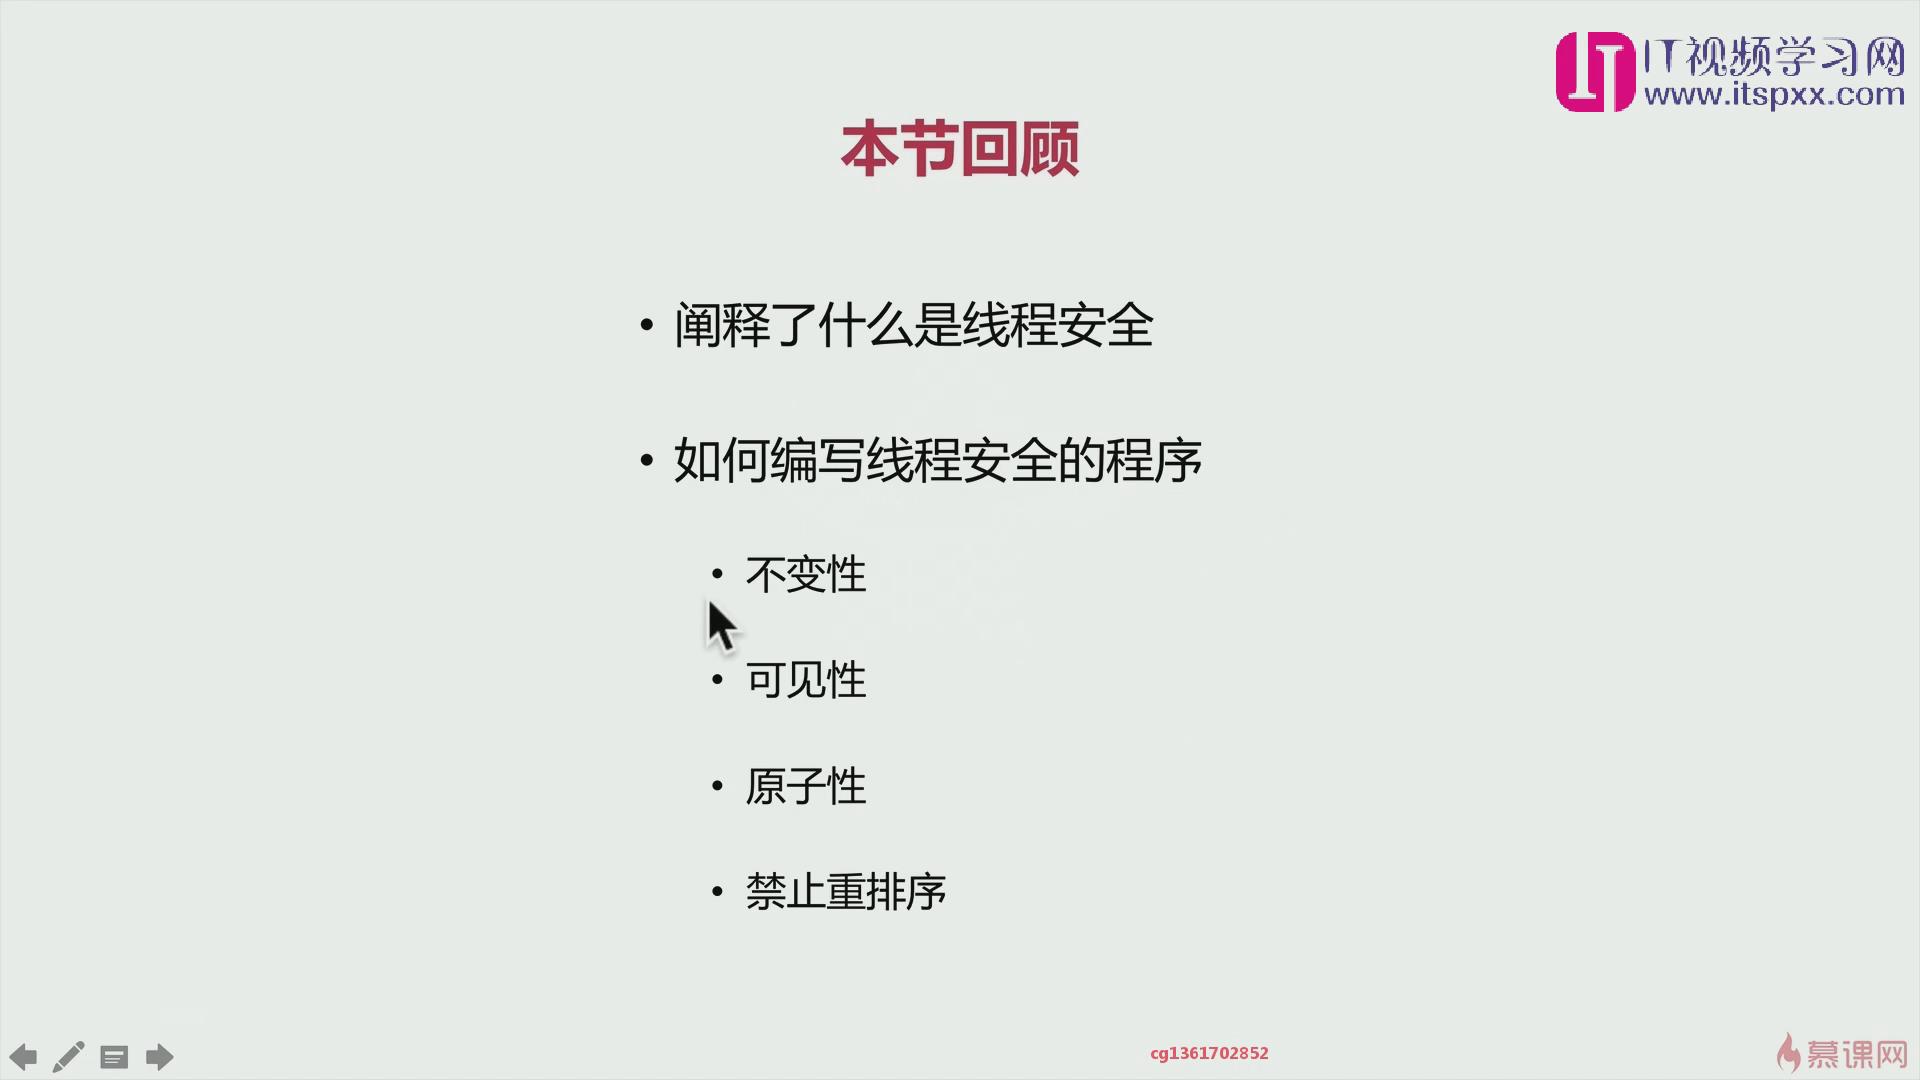 IT视频学习网
www.itspxx.com
本节回顾
• 阐释了什么是线程安全
• 如何编写线程安全的程序
• 不变性
• 可见性
• 原子性
• 禁止重排序
cg1361702852
慕课网